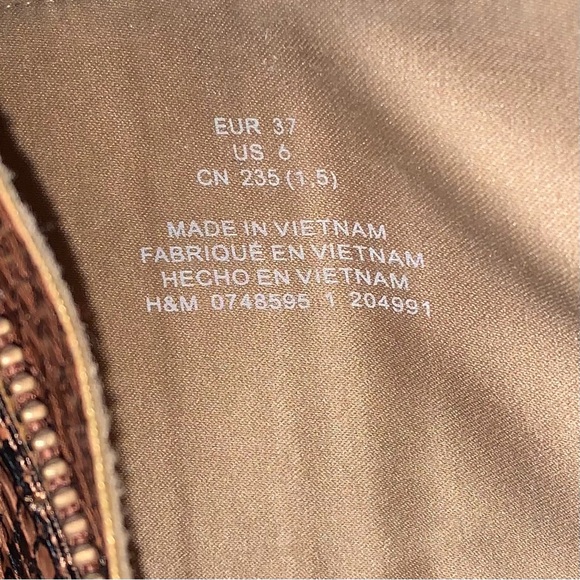 EUR 37
US 6
CN 235 (1.5)
MADE IN VIETNAM
FABRIQUÉ EN VIETNAM
HECHO EN VIETNAM
H&M 0748595 1 204991